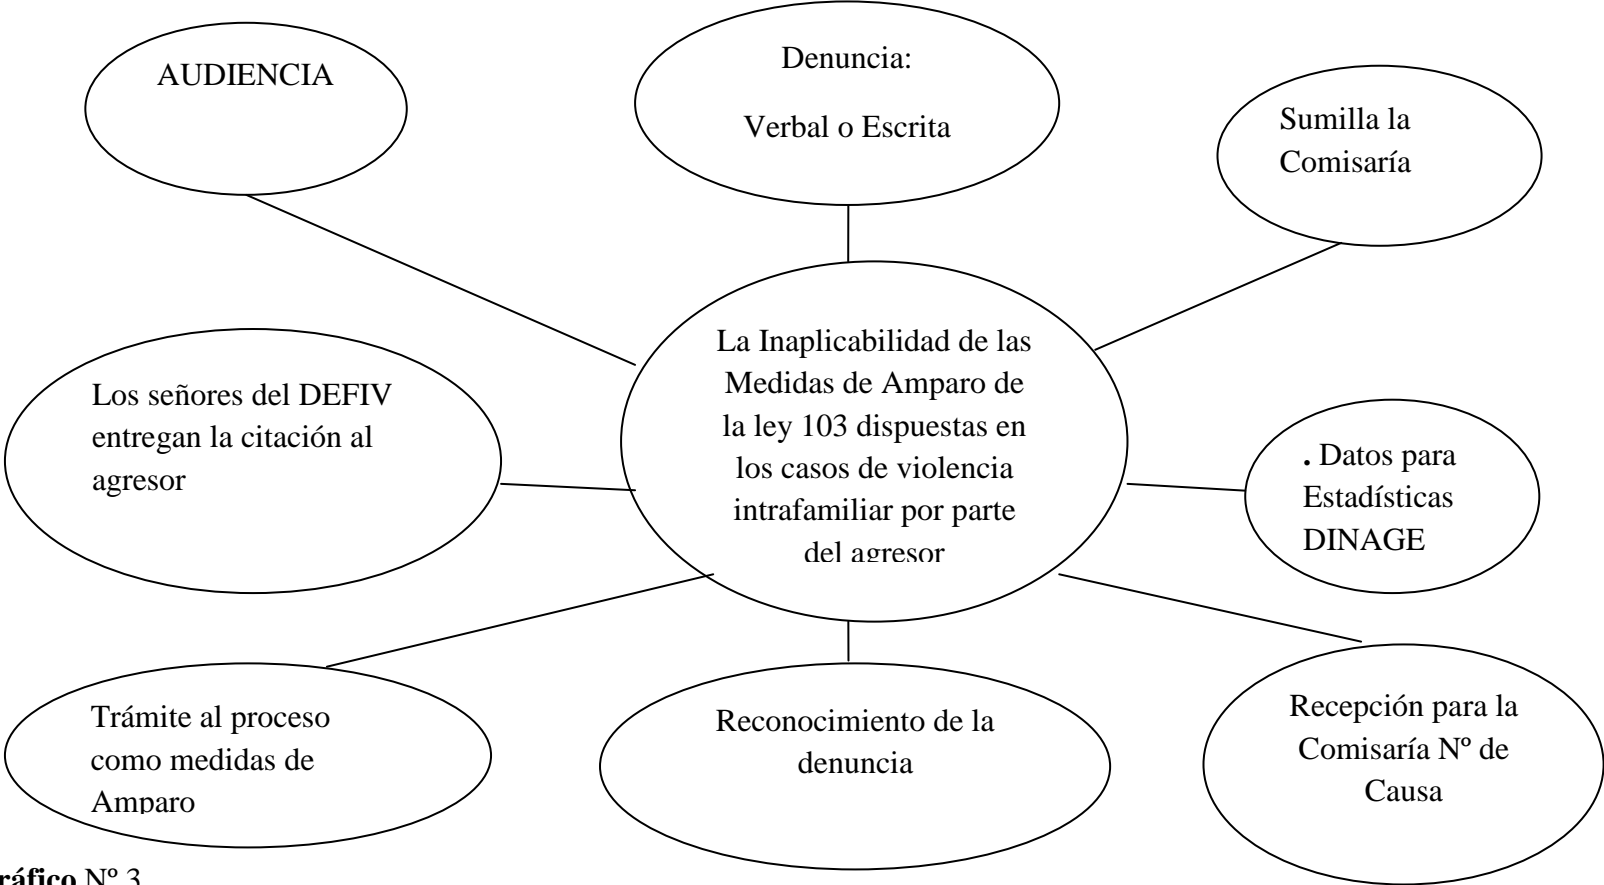 AUDIENCIA
Denuncia:
Verbal o Escrita
Sumilla la
Comisaría
La Inaplicabilidad de las
Medidas de Amparo de
la ley 103 dispuestas en
los casos de violencia
intrafamiliar por parte
del agresor
Los señores del DEFIV
entregan la citación al
agresor
. Datos para
Estadísticas
DINAGE
Trámite al proceso
como medidas de
Amparo
Reconocimiento de la
denuncia
Recepción para la
Comisaría Nº de
Causa
ráfico Nº 3